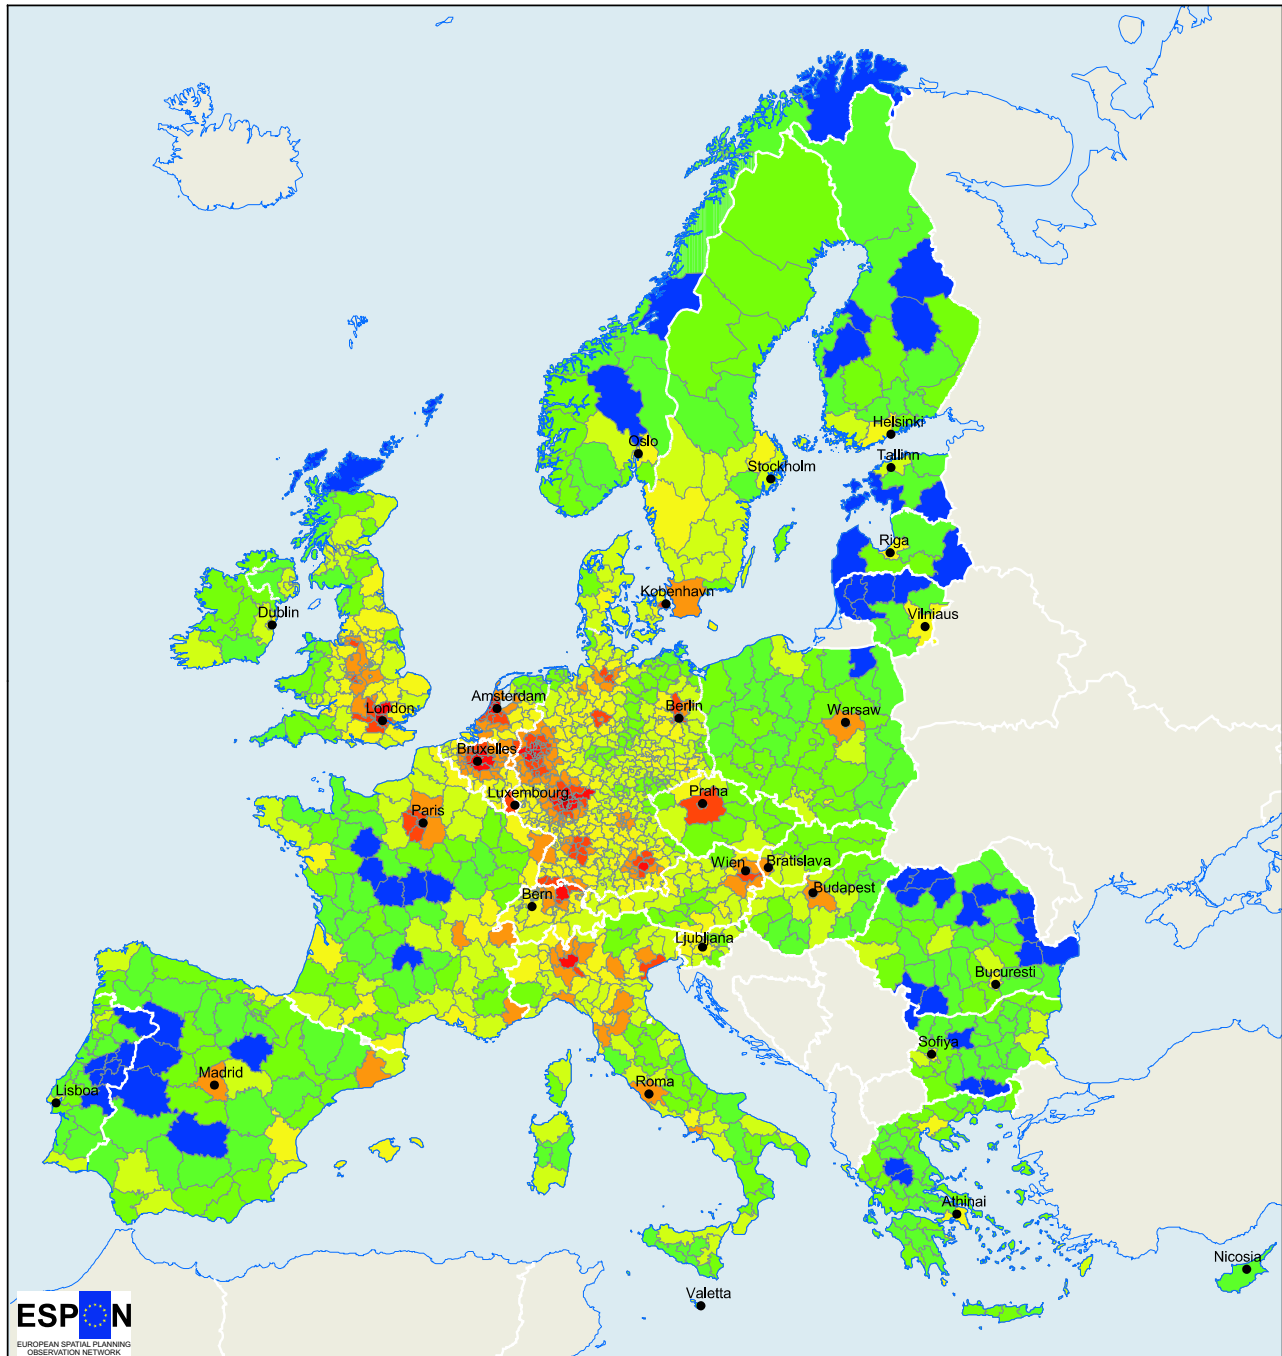 Helsinki
Oslo
Tallinn
Stockholm
Riga
Kobenhavn
Dublin
Vilniaus
Amsterdam
Berlin
London
Warsaw
Bruxelles
Praha
Luxembourg
Paris
Wien
Bratislava
Bern
Budapest
Ljubljana
Bucuresti
Sofiya
Madrid
Roma
Lisboa
Athinai
Nicosia
Valetta
ESPON
EUROPEAN SPATIAL PLANNING
OBSERVATION NETWORK